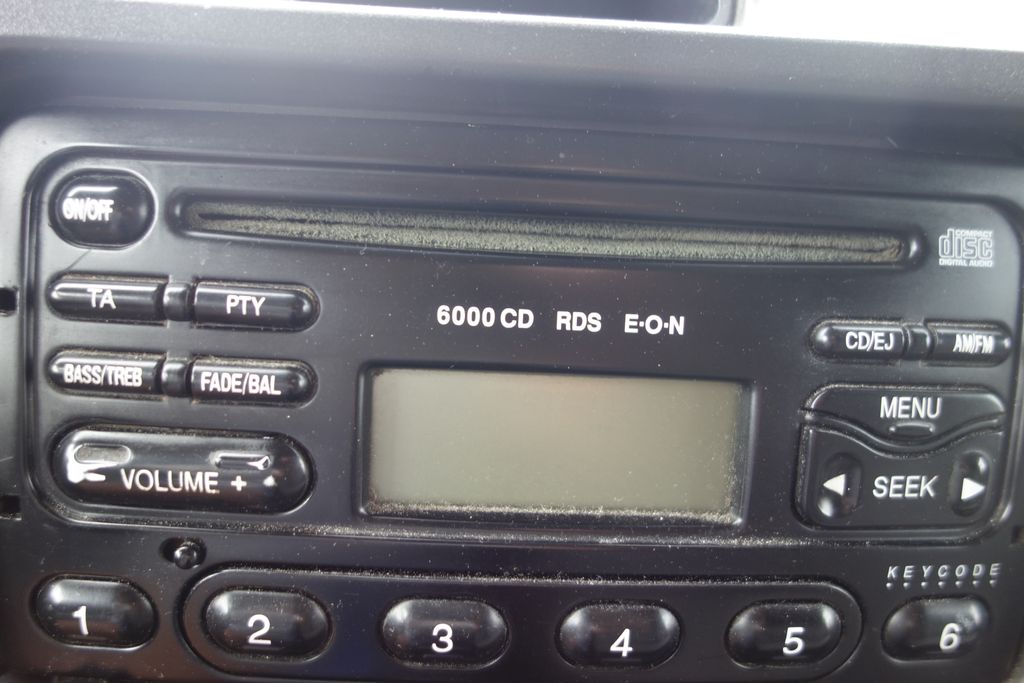 ON/OFF
COMPACT
disc
DIGITAL AUDIO
TA PTY
6000 CD RDS E·O·N
CD/EJ AM/FM
BASS/TREB FADE/BAL
MENU
VOLUME +
SEEK
KEYCODE
1 2 3 4 5 6